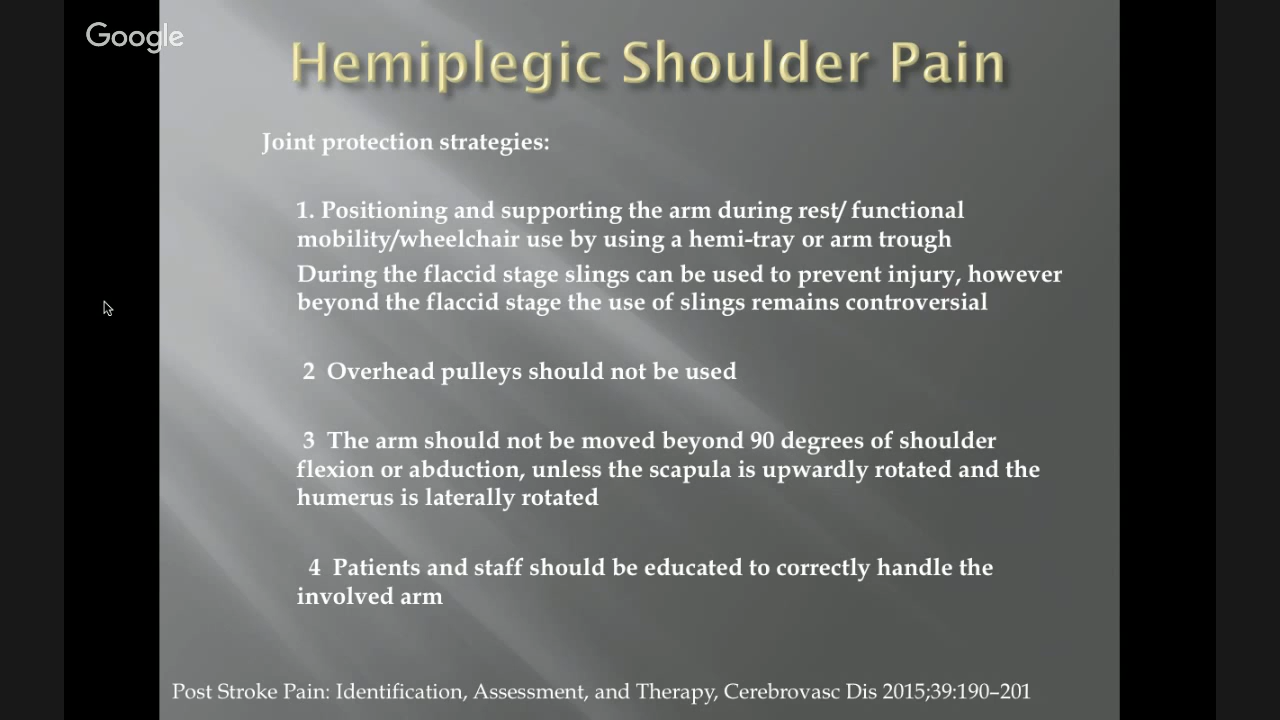 Google
Hemiplegic Shoulder Pain
Joint protection strategies:
1. Positioning and supporting the arm during rest/ functional
mobility/wheelchair use by using a hemi-tray or arm trough
During the flaccid stage slings can be used to prevent injury, however
beyond the flaccid stage the use of slings remains controversial
2 Overhead pulleys should not be used
3 The arm should not be moved beyond 90 degrees of shoulder
flexion or abduction, unless the scapula is upwardly rotated and the
humerus is laterally rotated
4 Patients and staff should be educated to correctly handle the
involved arm
Post Stroke Pain: Identification, Assessment, and Therapy, Cerebrovasc Dis 2015;39:190–201